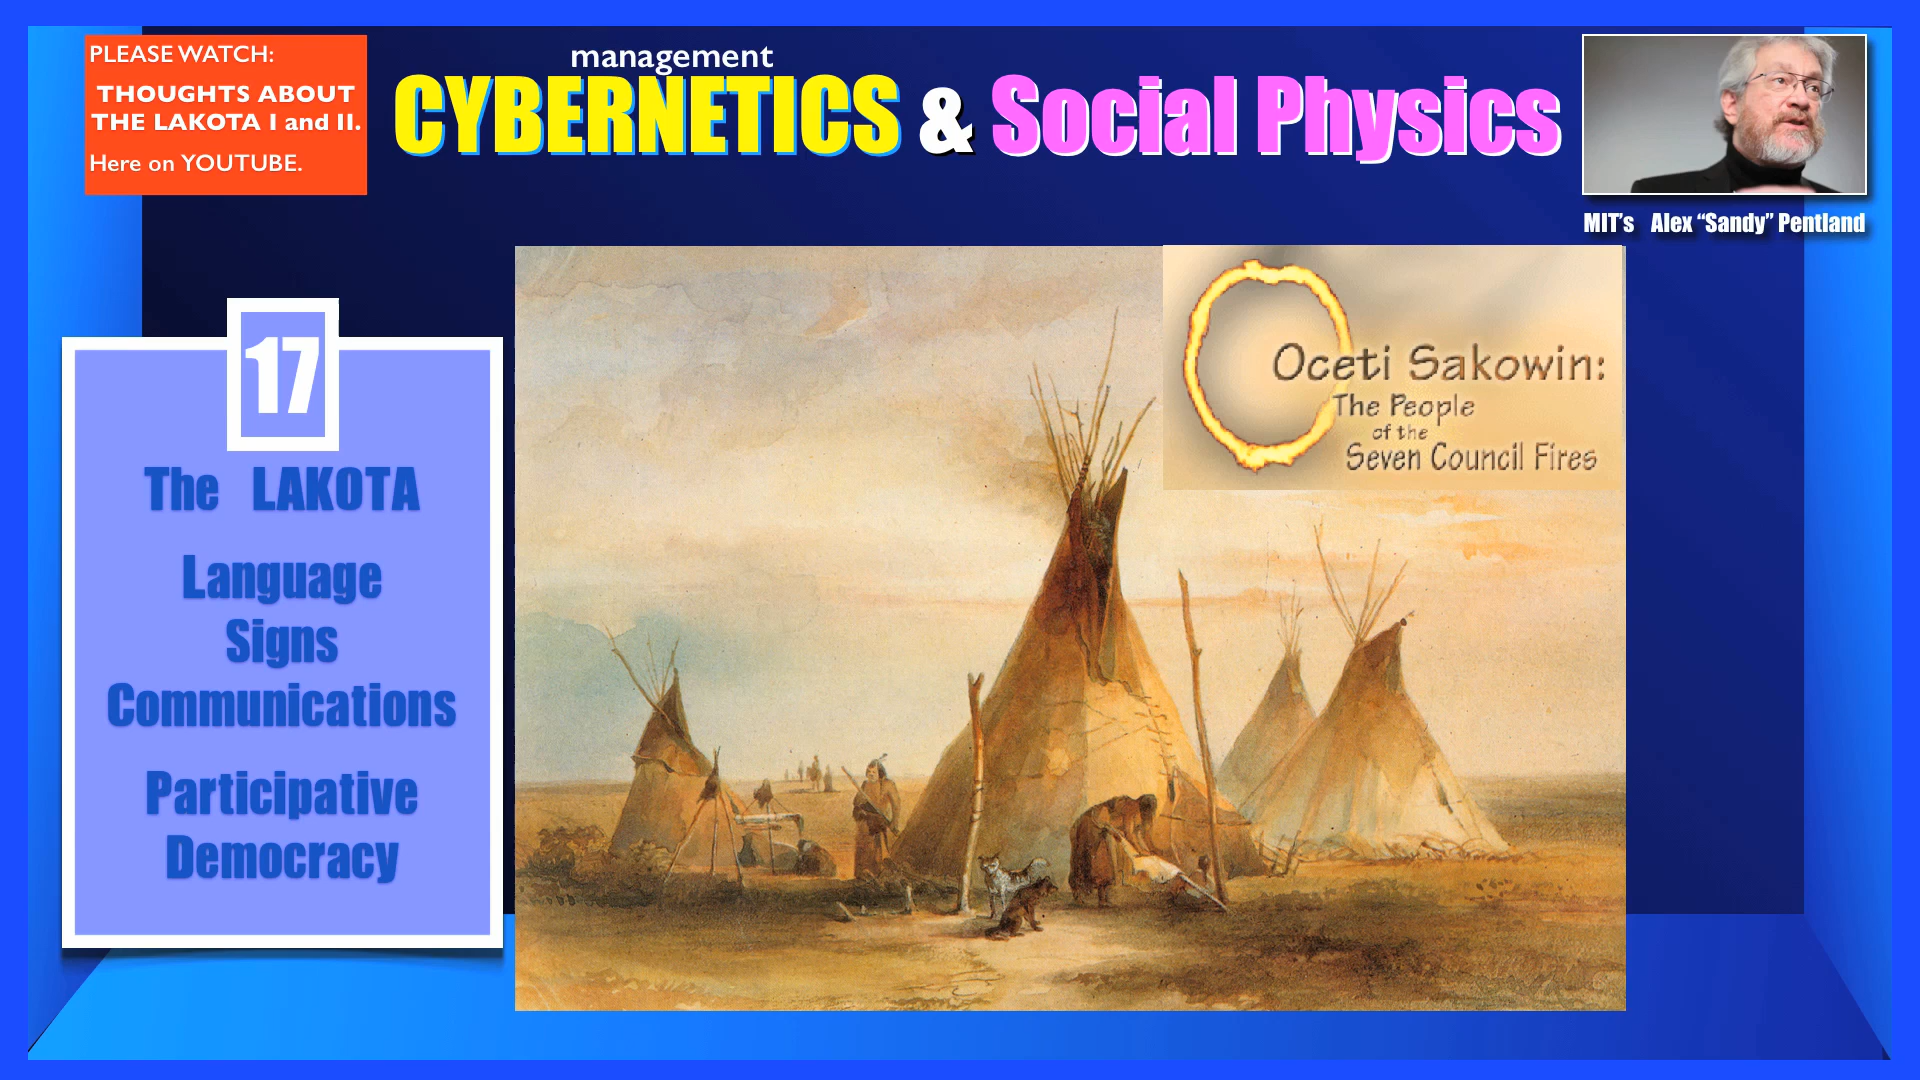 PLEASE WATCH:
THOUGHTS ABOUT
THE LAKOTA I and II.
Here on YOUTUBE.
management
CYBERNETICS & Social Physics
MIT's Alex “Sandy” Pentland
Oceti Sakowin:
The People
of the
Seven Council Fires
17
The LAKOTA
Language
Signs
Communications
Participative
Democracy